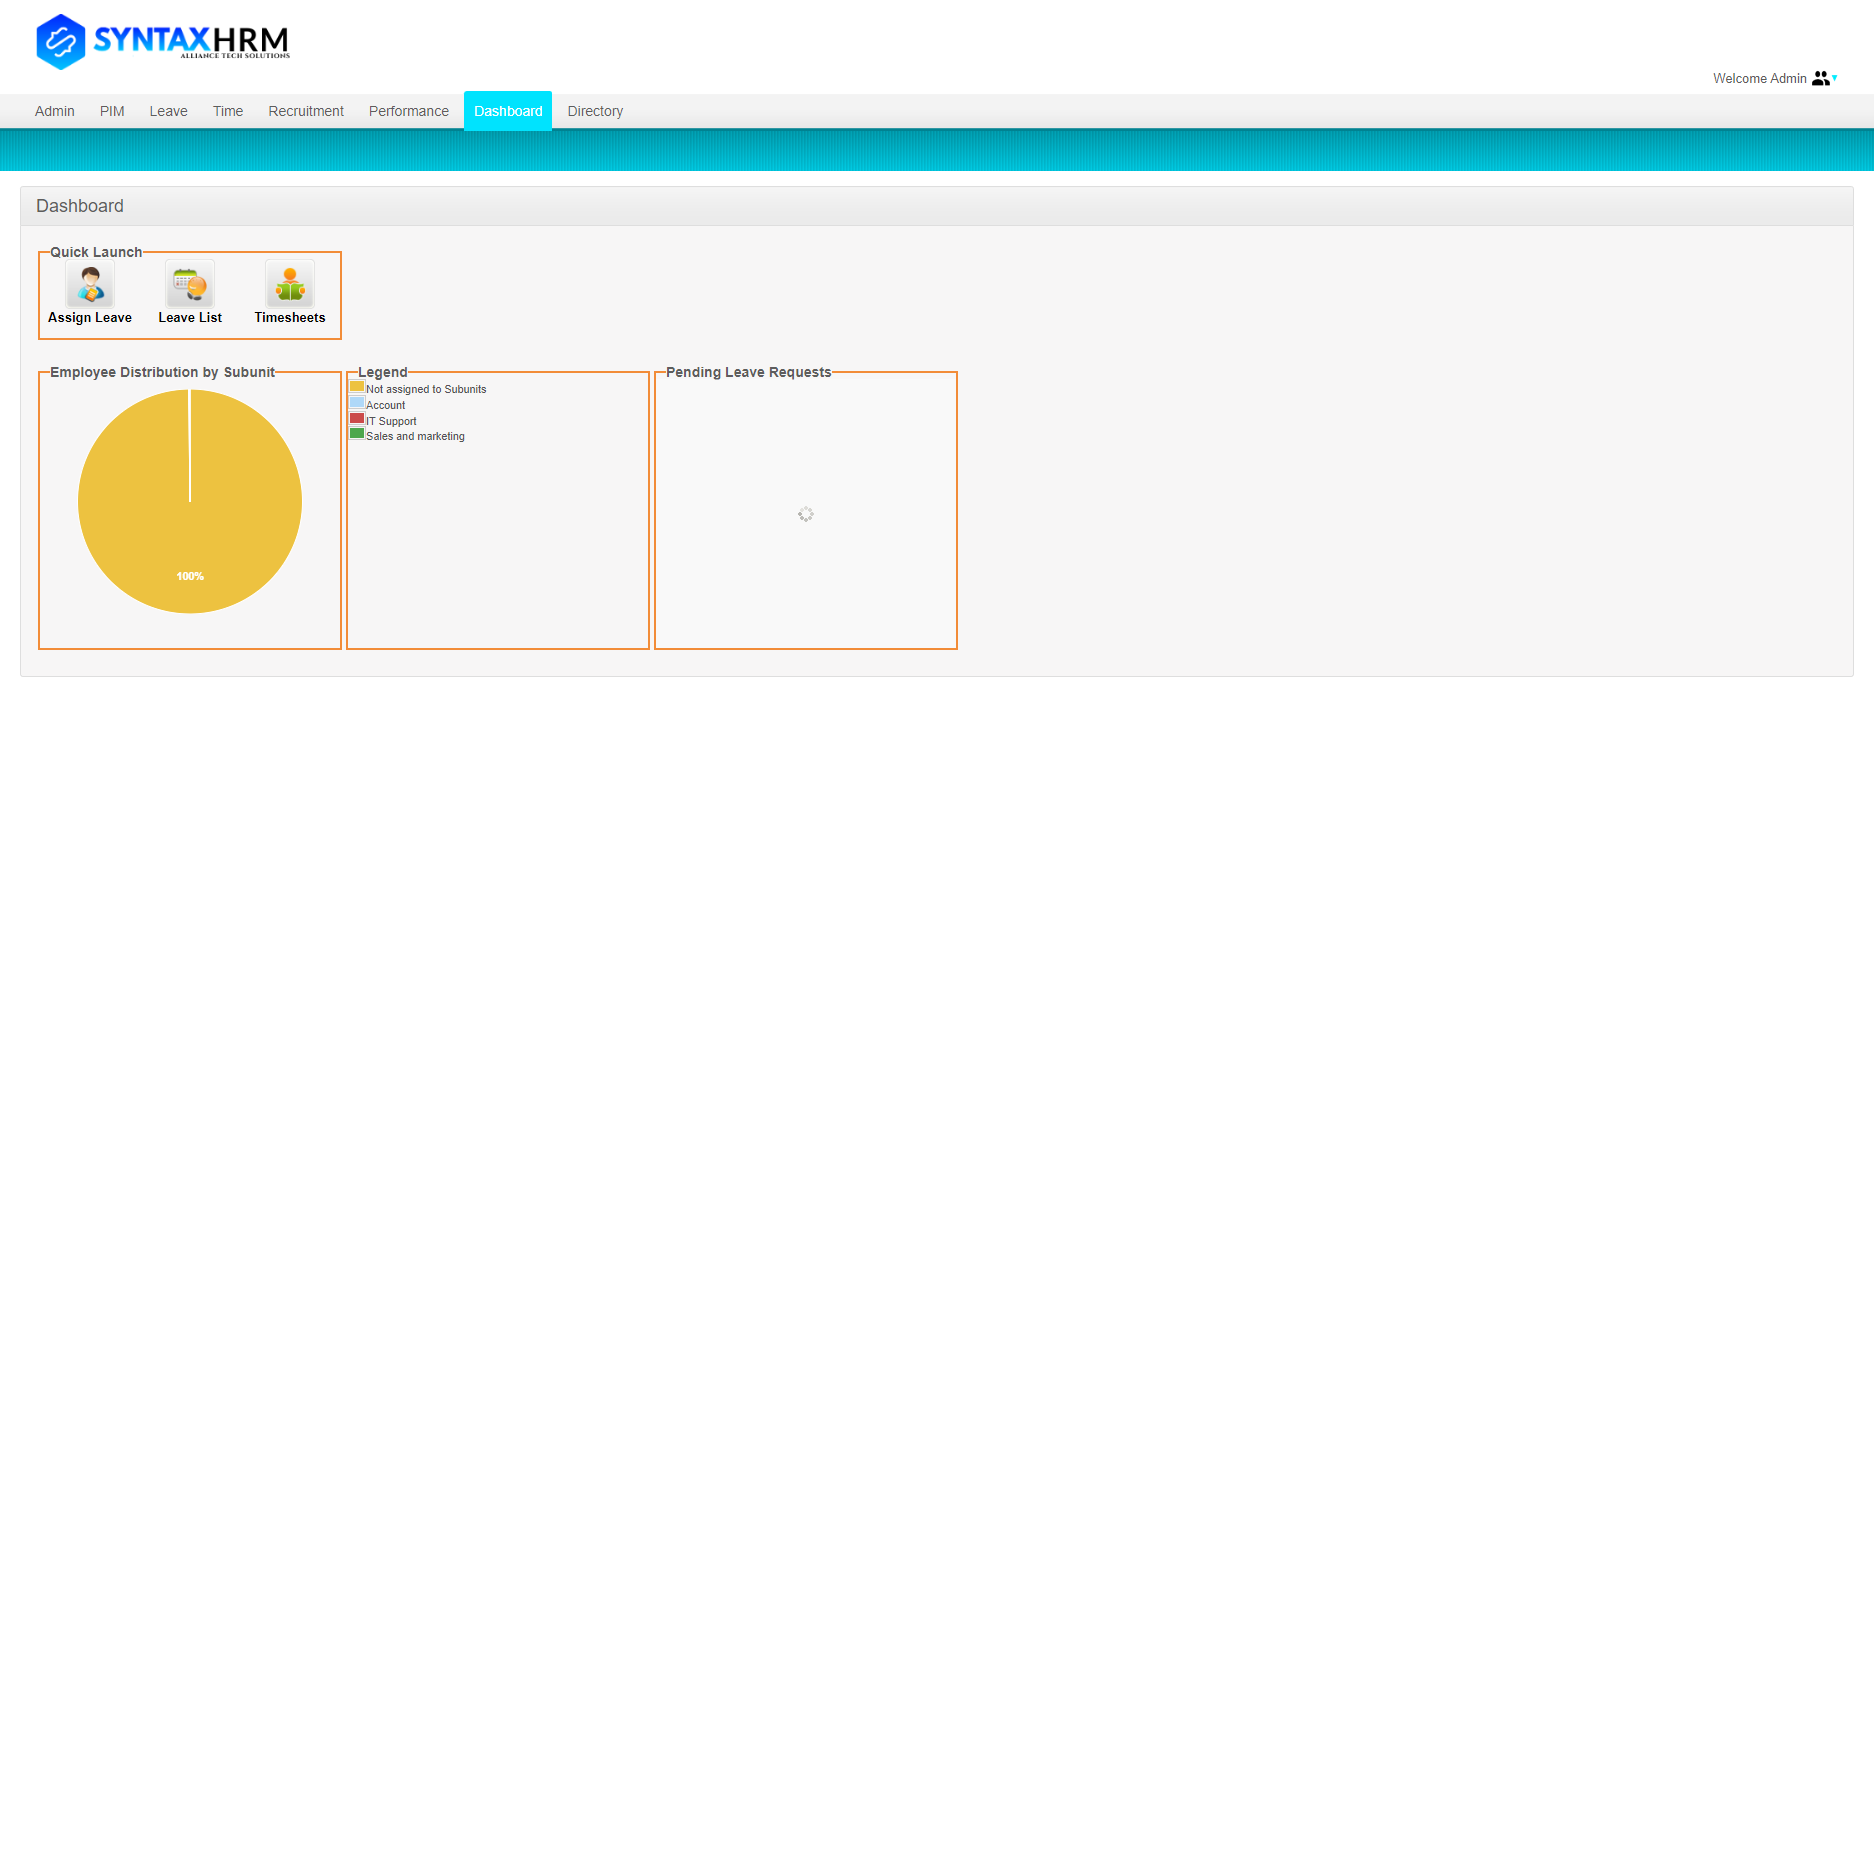 SYNTAXHRM
ALLIANCE TECH SOLUTIONS
Welcome Admin
Admin PIM Leave Time Recruitment Performance Dashboard Directory
Dashboard
Quick Launch
Assign Leave Leave List Timesheets
Employee Distribution by Subunit
100%
Legend
Not assigned to Subunits
Account
IT Support
Sales and marketing
Pending Leave Requests